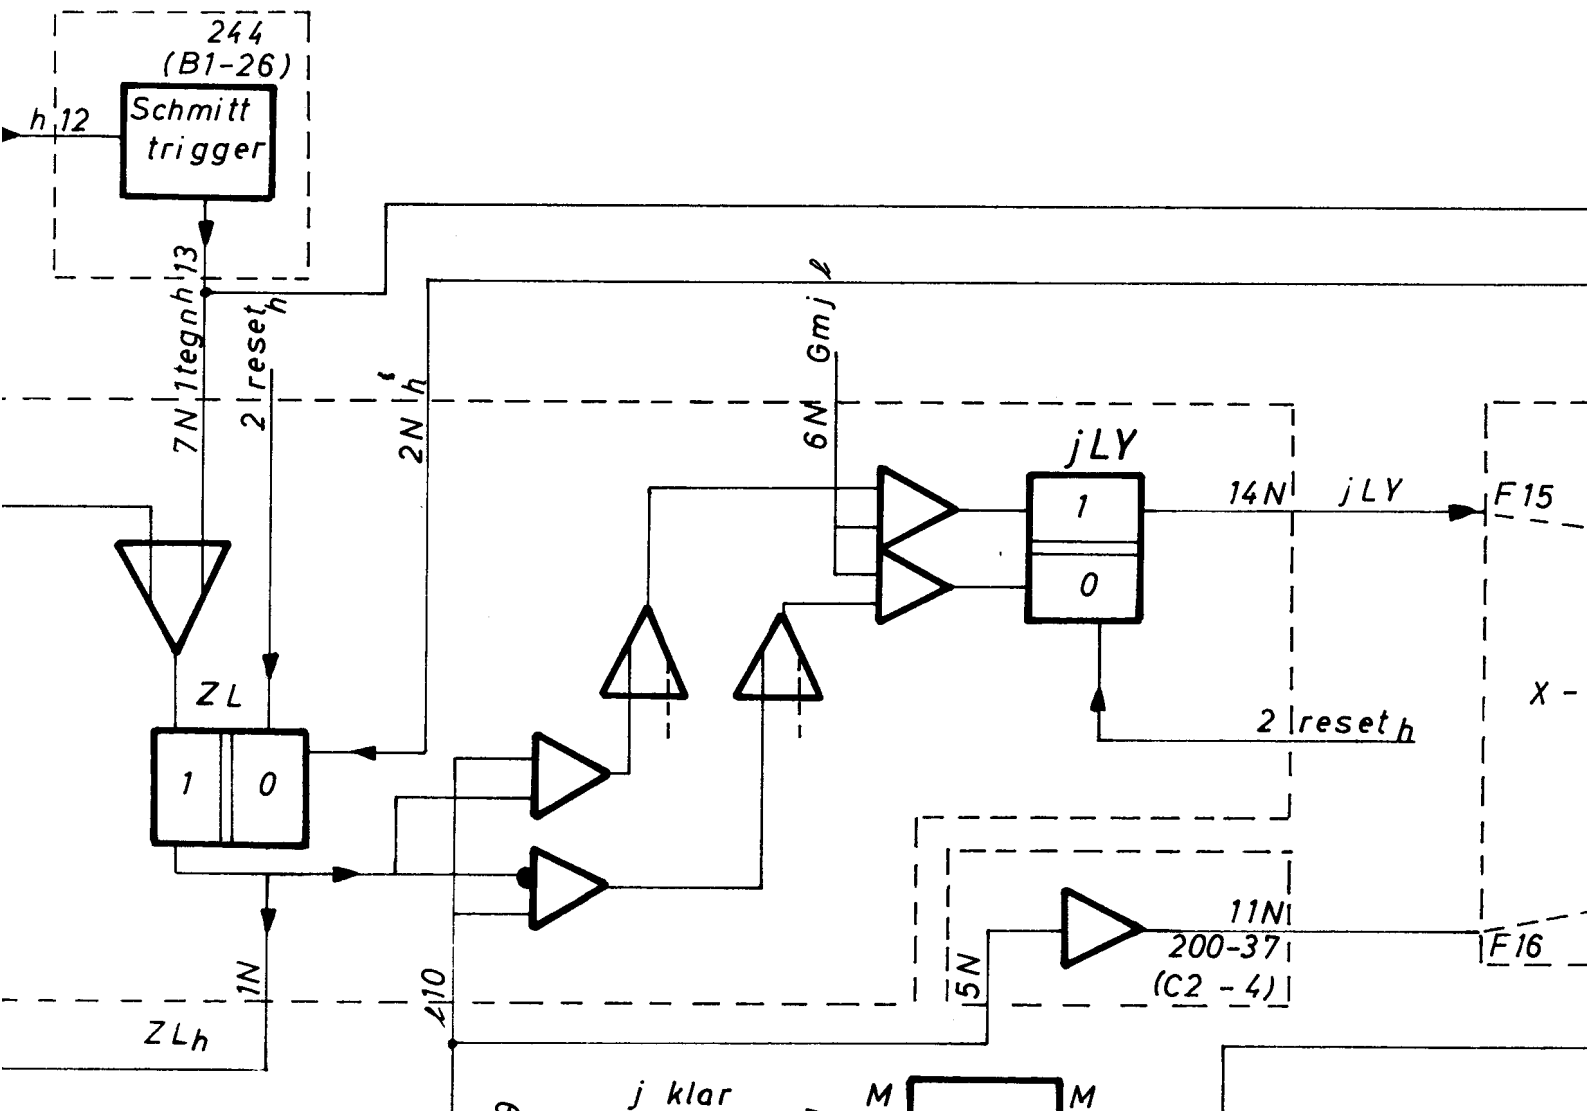 244
(B1-26)
Schmitt
trigger
h 12
13
7N 1tegnh
2 reset h
2N h
6N Gmj l
jLY
1
0
14N
jLY
F15
X -
2 reset h
ZL
1 0
11N
200-37
(C2 - 4)
F16
5N
1N
l 10
ZLh
j klar
M M